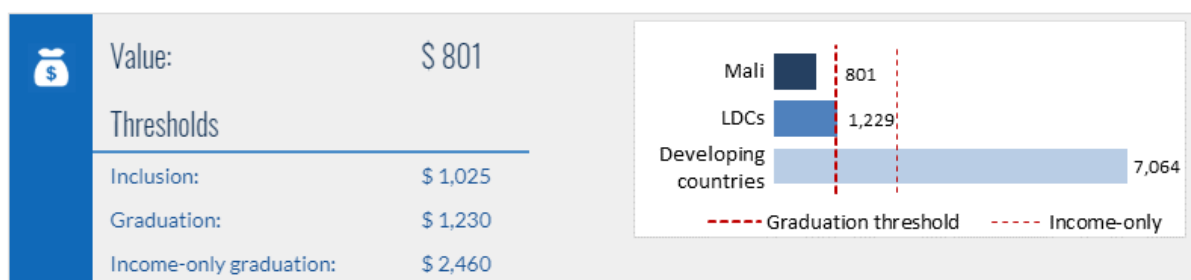 $
Value: $ 801
Thresholds
Inclusion: $ 1,025
Graduation: $ 1,230
Income-only graduation: $ 2,460
Mali 801
LDCs 1,229
Developing
countries 7,064
Graduation threshold Income-only